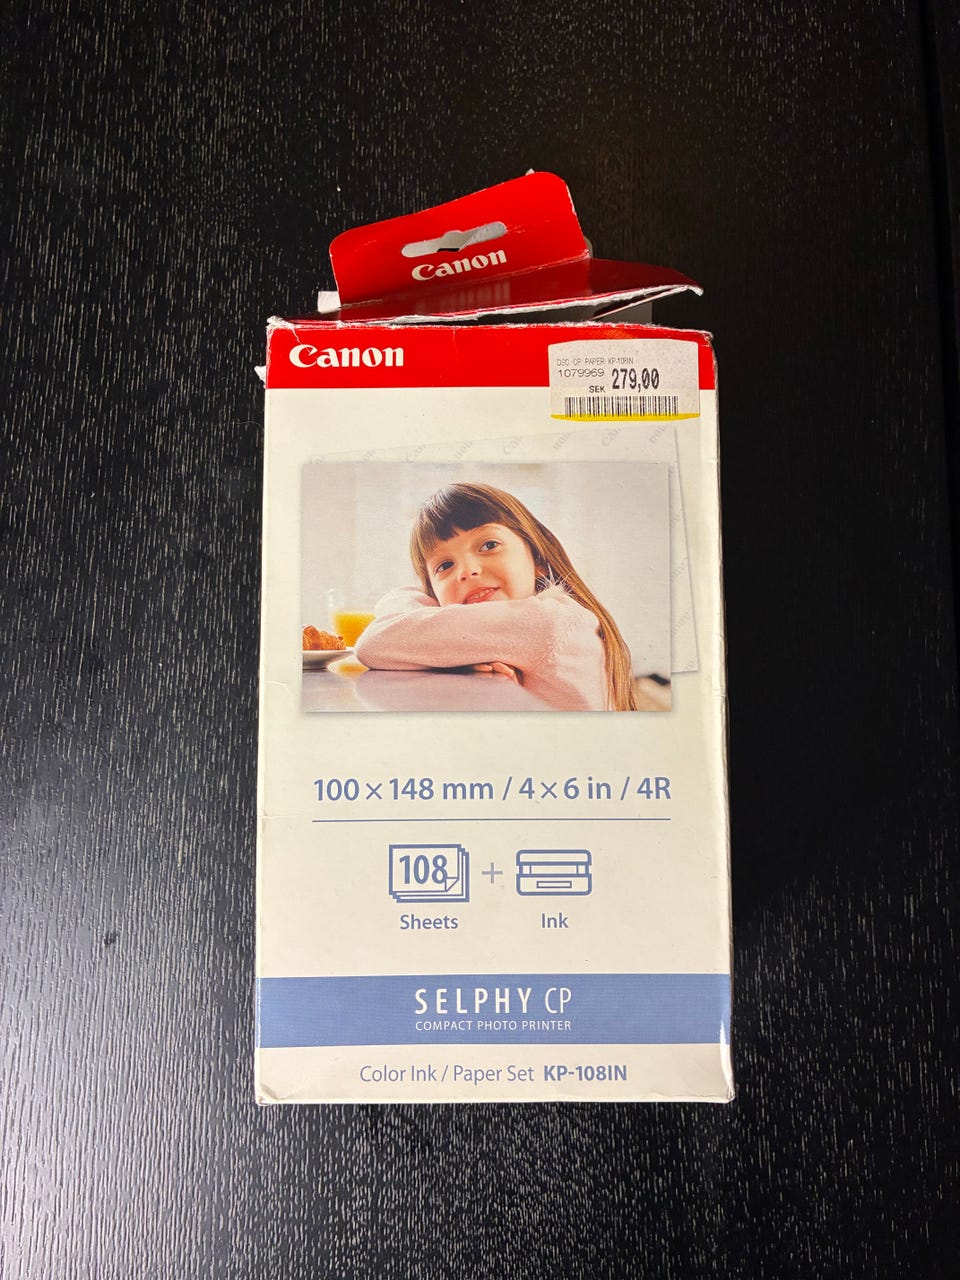 Canon
Canon
DSC CP PAPER KP-108IN
1079969 SEK 279,00
100 × 148 mm / 4 × 6 in / 4R
108
+
Sheets
Ink
SELPHY CP
COMPACT PHOTO PRINTER
Color Ink / Paper Set KP-108IN